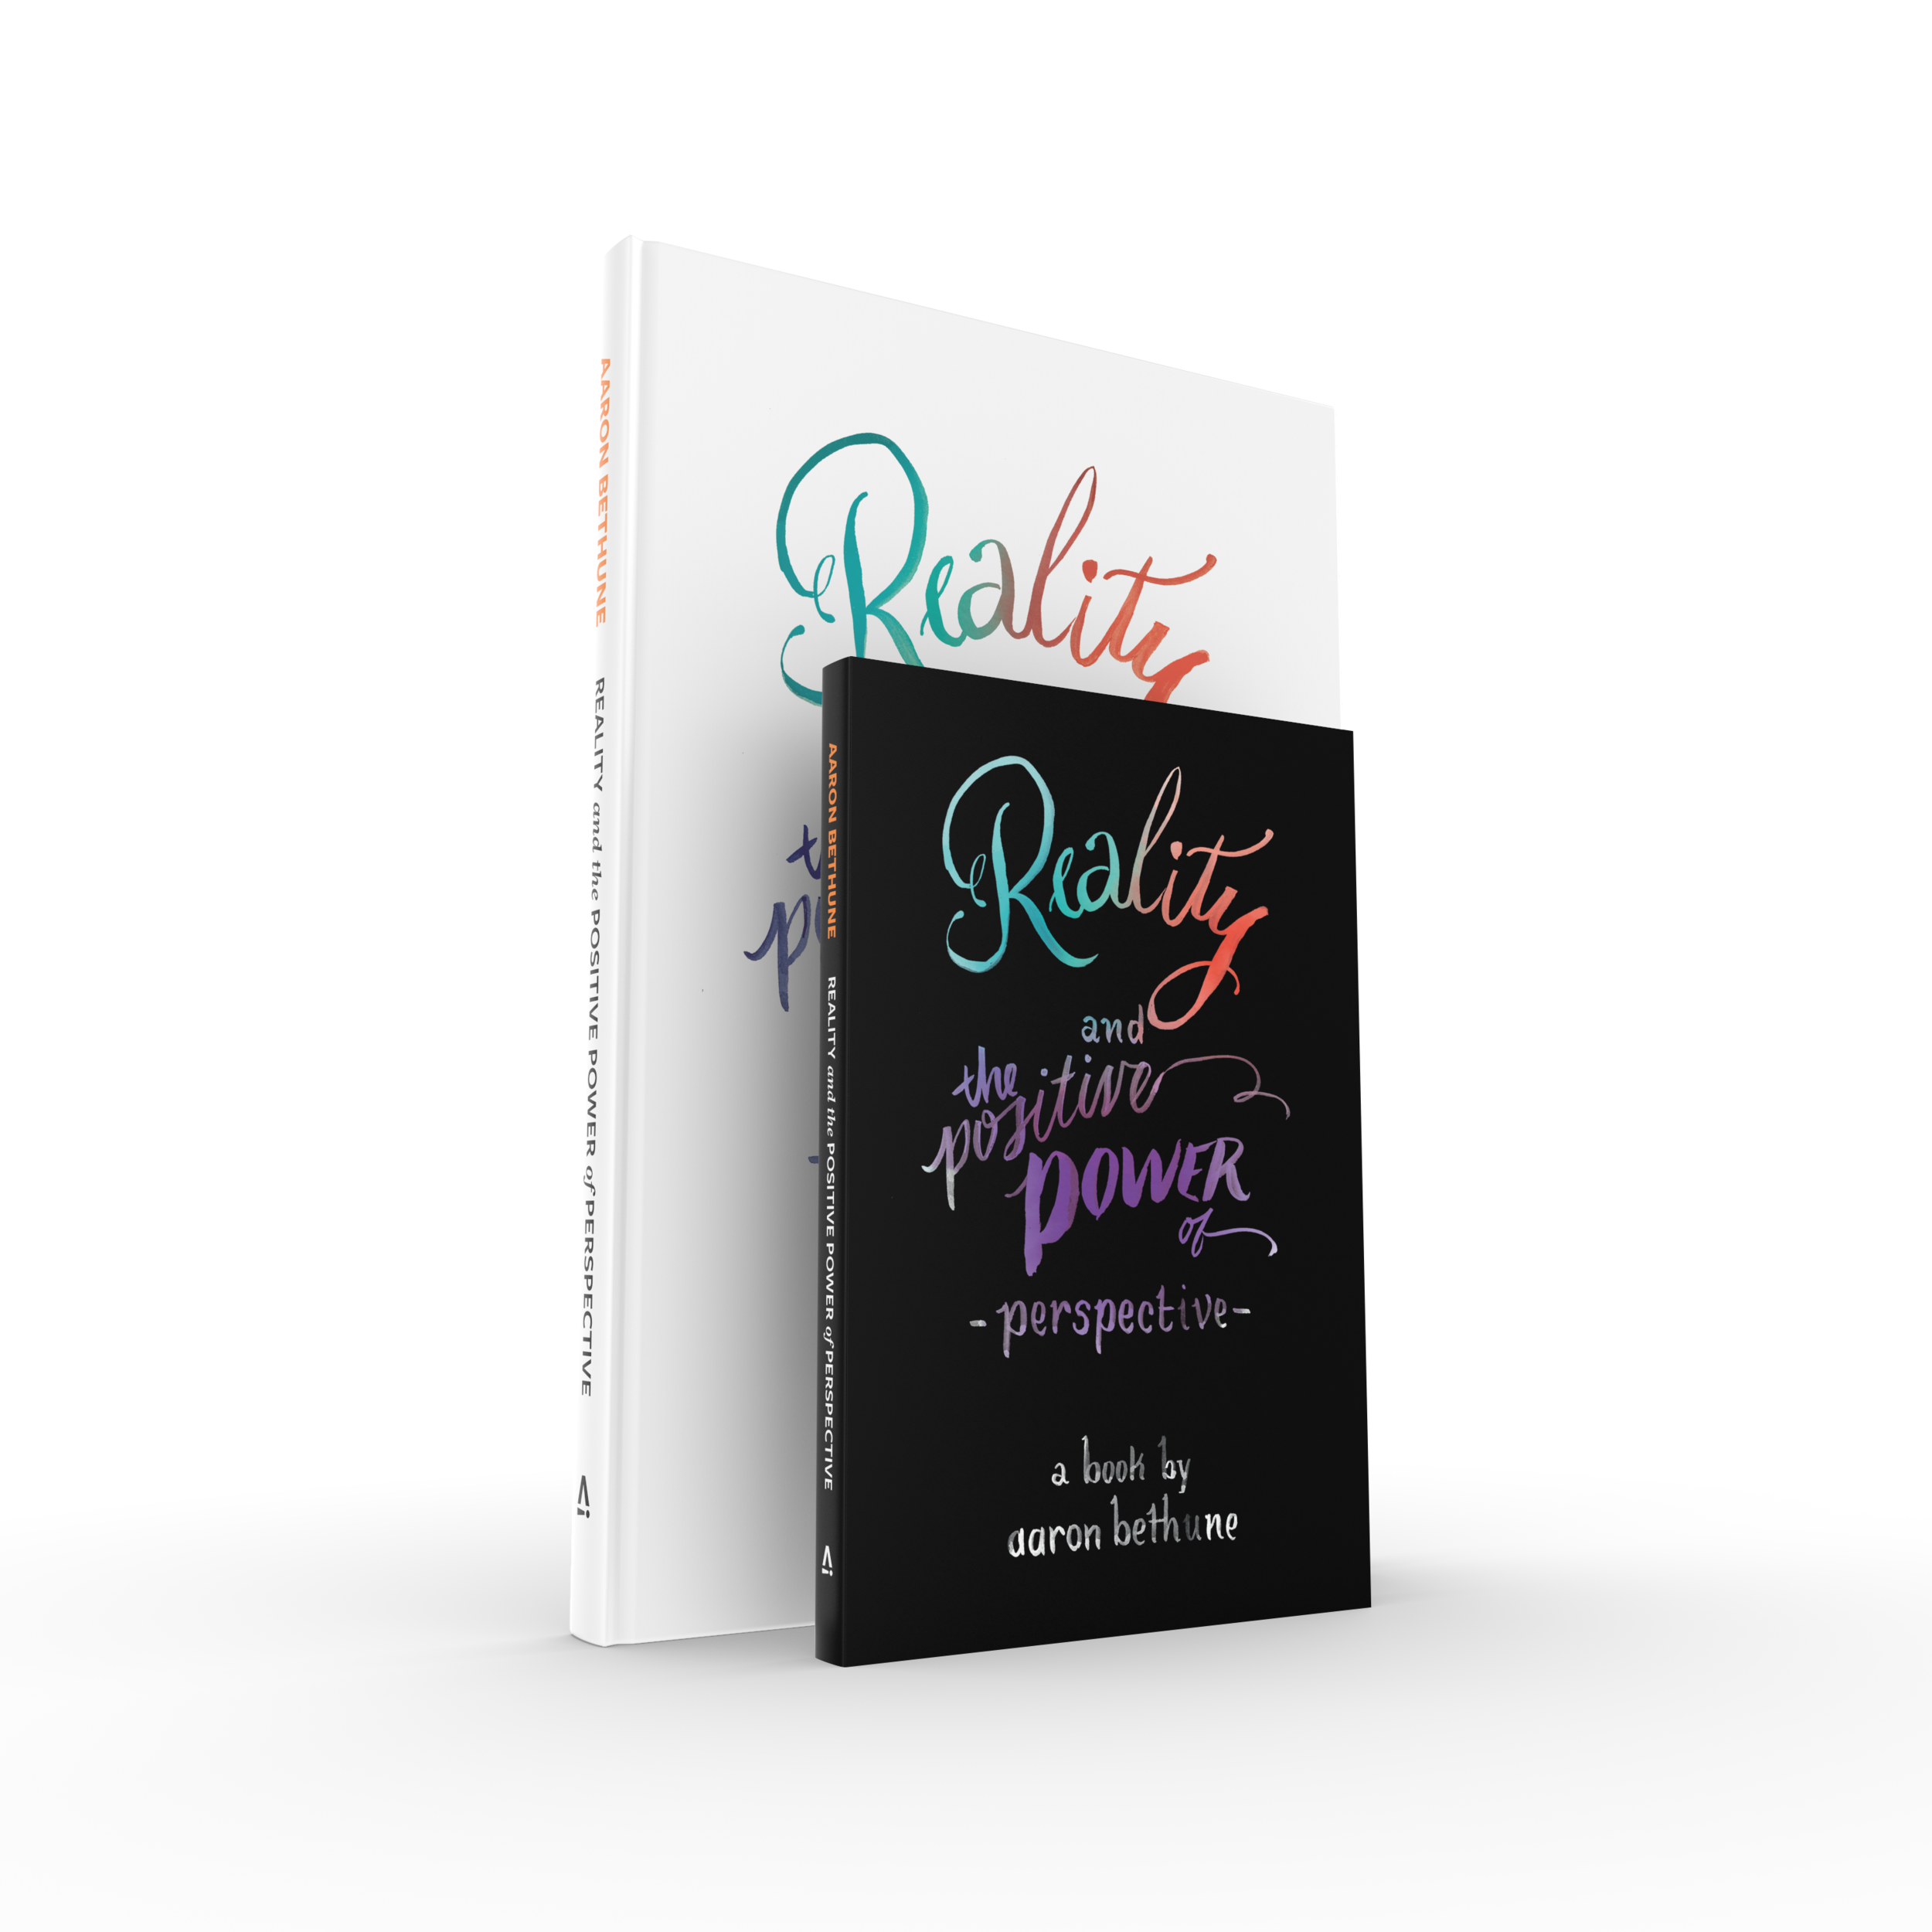 AARON BETHUNE REALITY and the POSITIVE POWER of PERSPECTIVE
Reality
AARON BETHUNE REALITY and the POSITIVE POWER of PERSPECTIVE
Reality
and
the
positive
POWER
of
-perspective-
a book by
aaron bethune